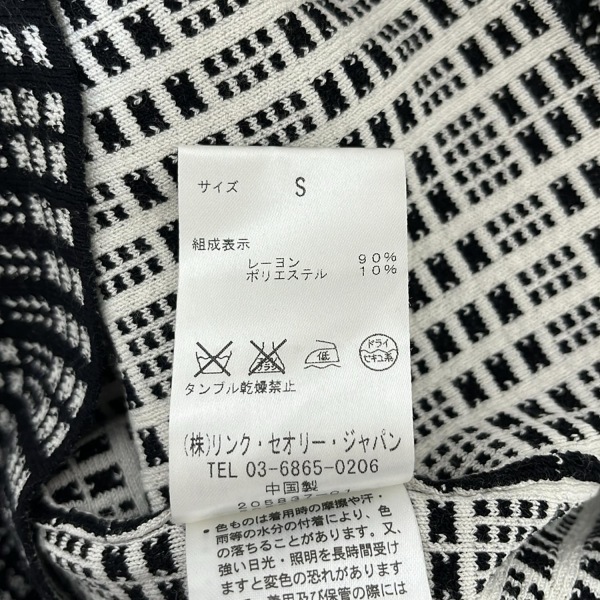 サイズ S
組成表示
レーヨン 90%
ポリエステル 10%
低
ドライ
セキユ系
タンブル乾燥禁止
(株)リンク・セオリー・ジャパン
TEL 03-6865-0206
中国製
・色ものは着用時の摩擦や汗・
雨等の水分の付着により、色
の落ちることがあります。又、
強い日光・照明を長時間受け
ますと変色の恐れがあります